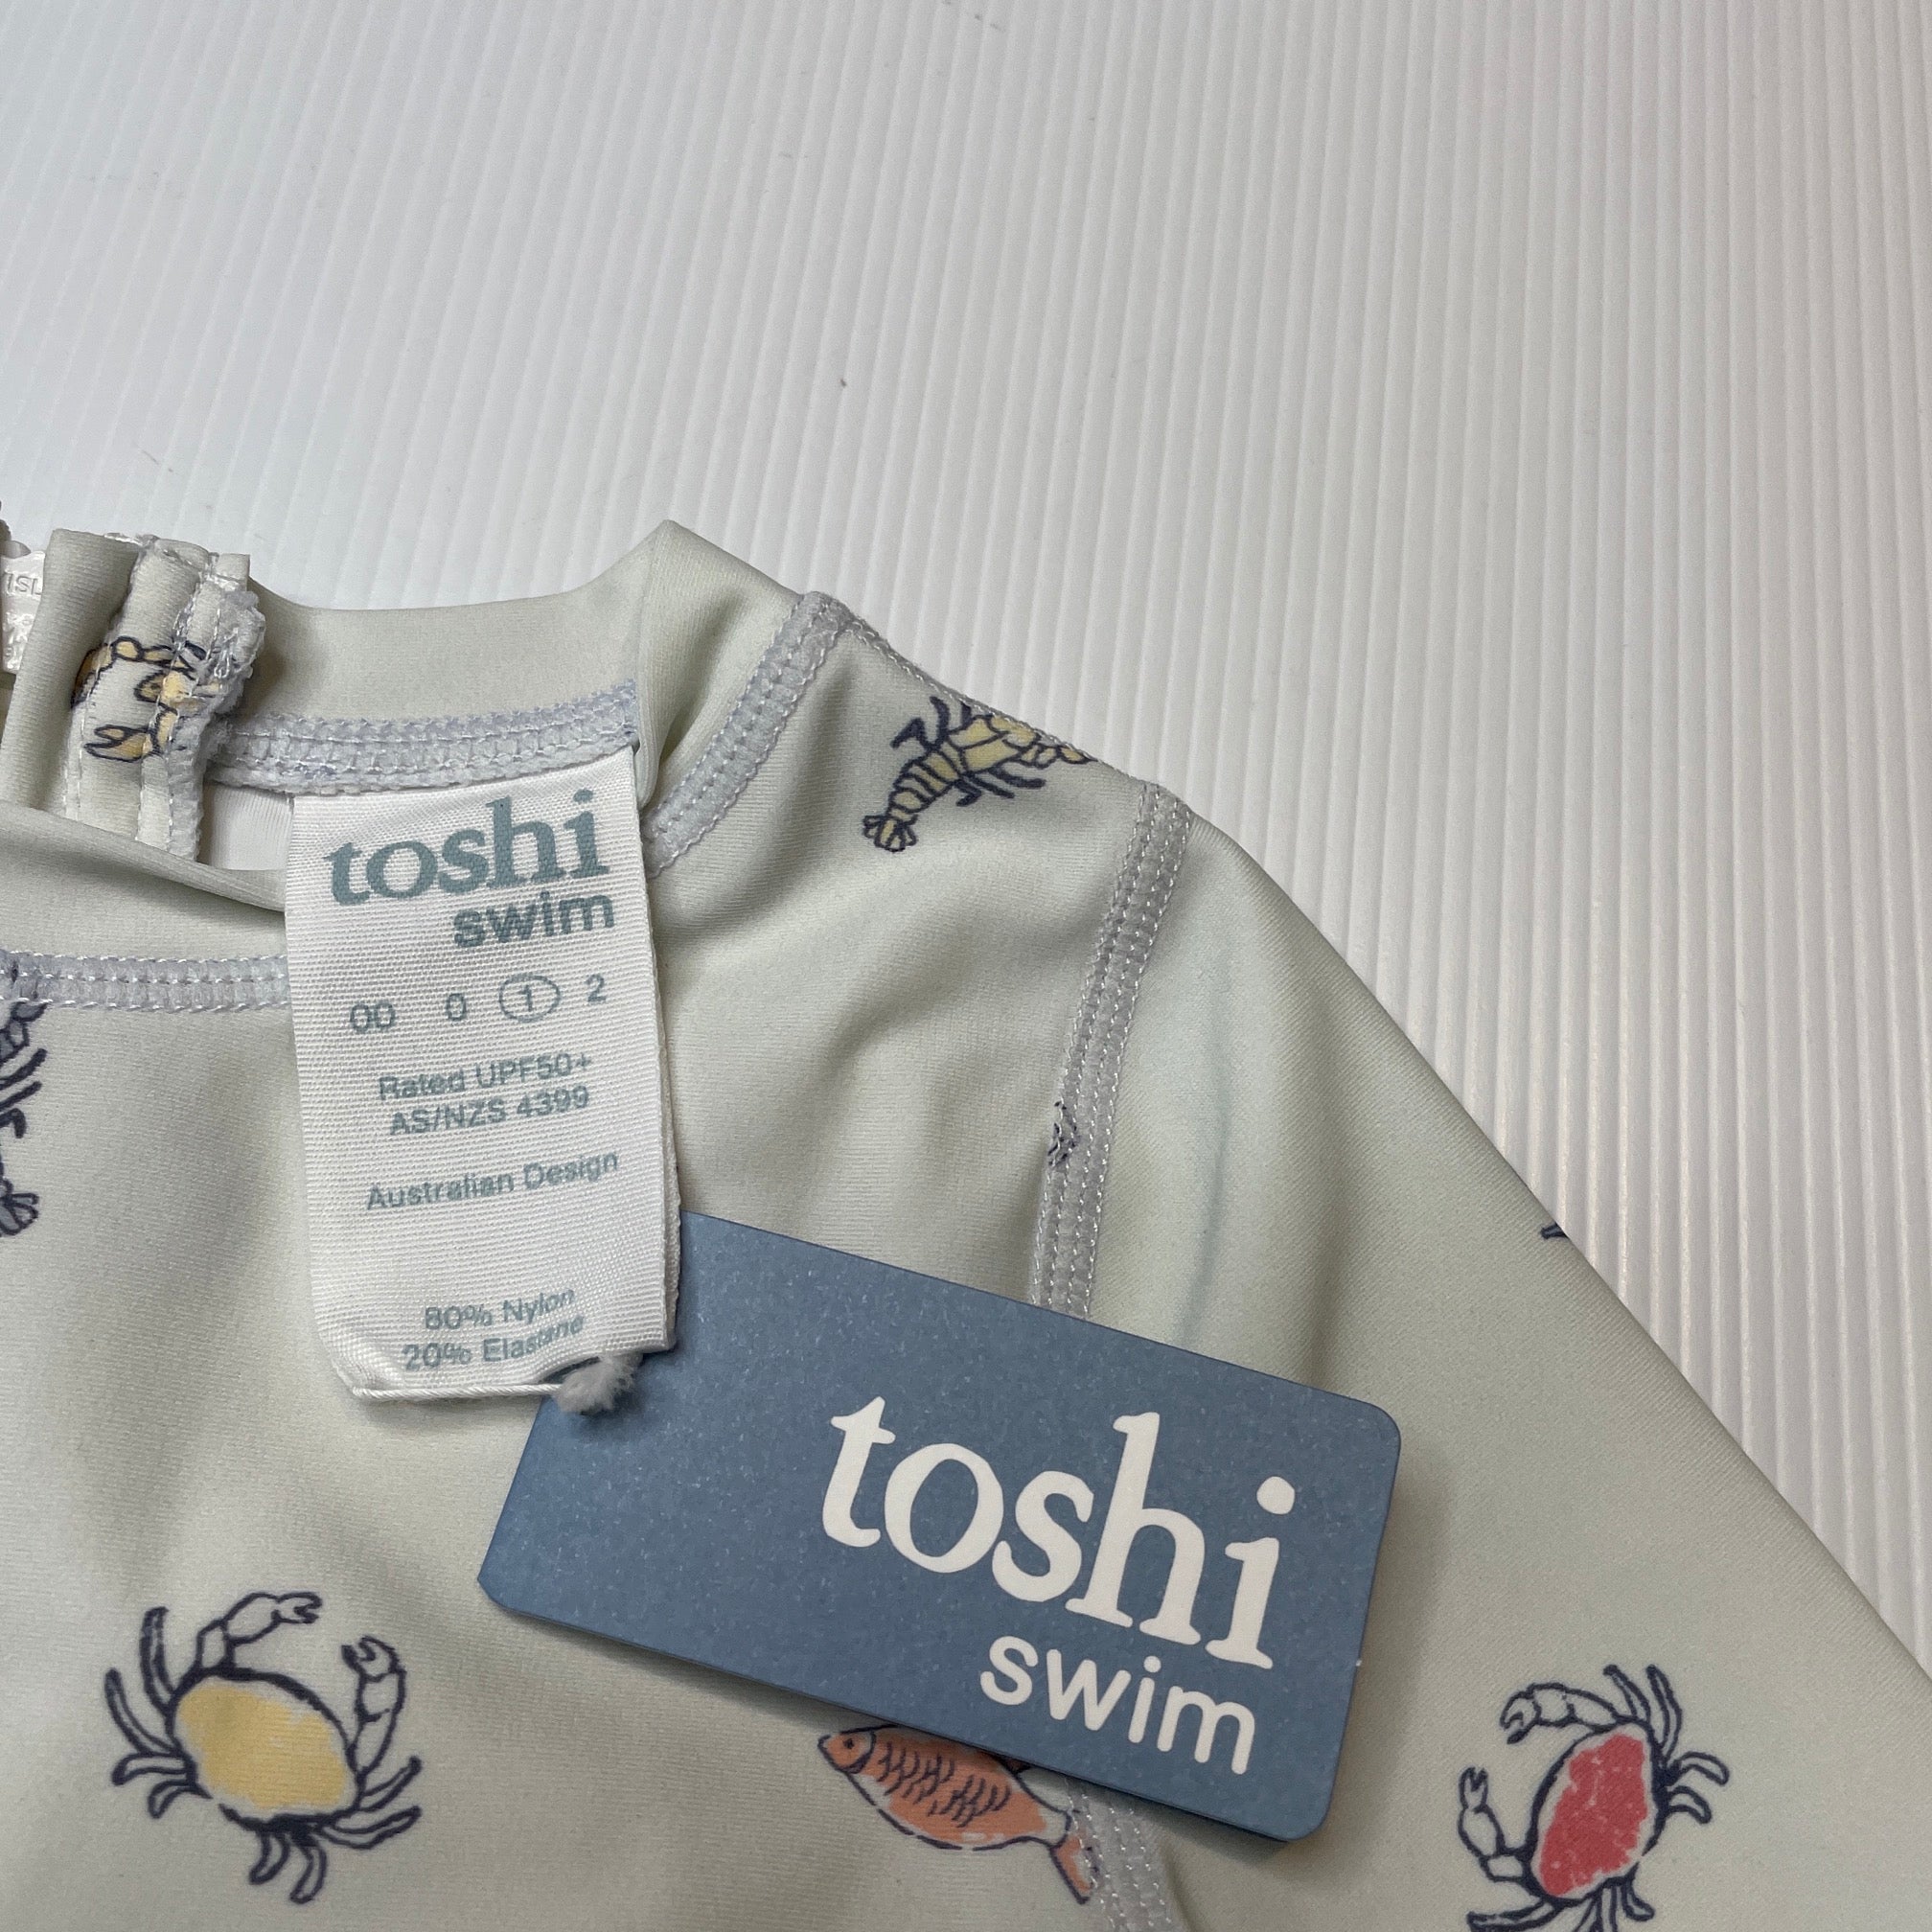 toshi
swim
00 0 1 2
Rated UPF50+
AS/NZS 4399
Australian Design
80% Nylon
20% Elastane
toshi
swim